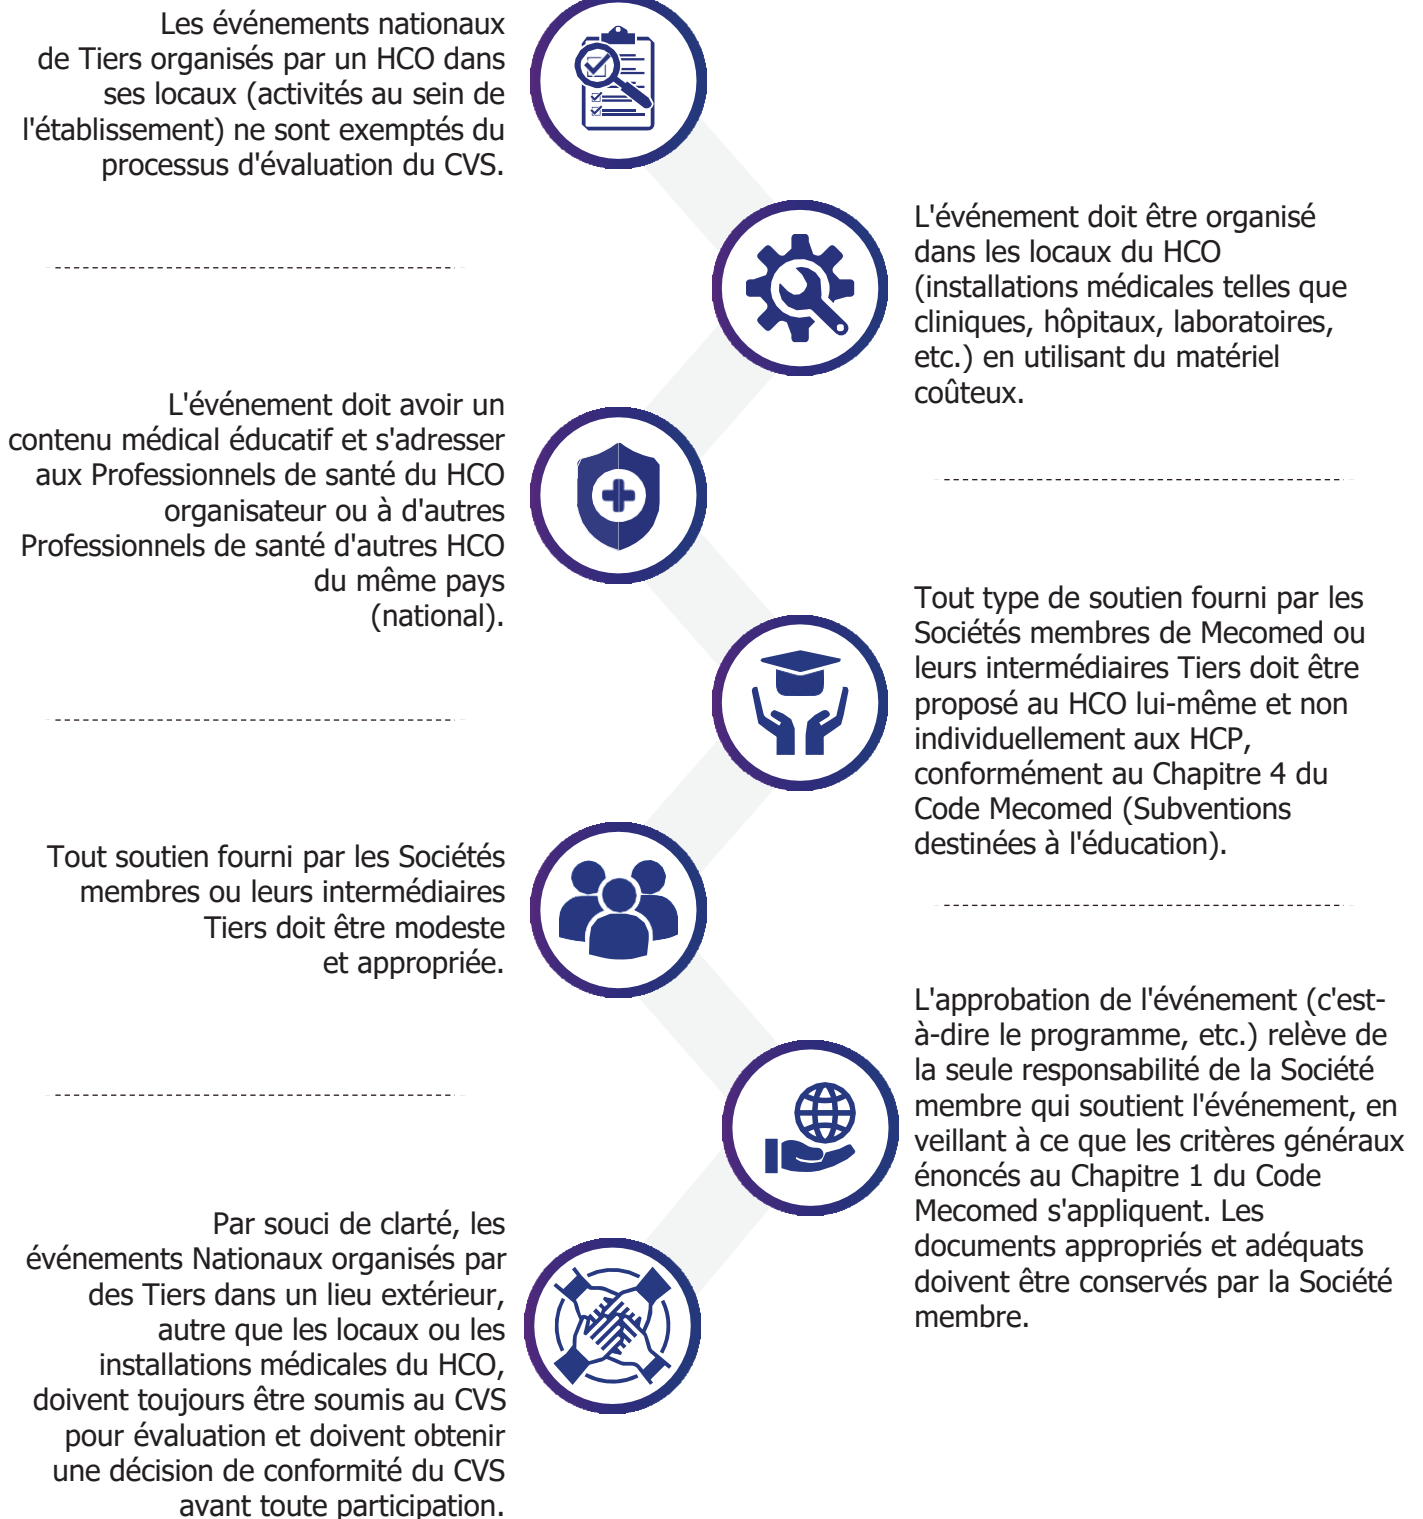 Les événements nationaux
de Tiers organisés par un HCO dans
ses locaux (activités au sein de
l'établissement) ne sont exemptés du
processus d'évaluation du CVS.
L'événement doit être organisé
dans les locaux du HCO
(installations médicales telles que
cliniques, hôpitaux, laboratoires,
etc.) en utilisant du matériel
coûteux.
L'événement doit avoir un
contenu médical éducatif et s'adresser
aux Professionnels de santé du HCO
organisateur ou à d'autres
Professionnels de santé d'autres HCO
du même pays
(national).
Tout type de soutien fourni par les
Sociétés membres de Mecomed ou
leurs intermédiaires Tiers doit être
proposé au HCO lui-même et non
individuellement aux HCP,
conformément au Chapitre 4 du
Code Mecomed (Subventions
destinées à l'éducation).
Tout soutien fourni par les Sociétés
membres ou leurs intermédiaires
Tiers doit être modeste
et appropriée.
L'approbation de l'événement (c'est-
à-dire le programme, etc.) relève de
la seule responsabilité de la Société
membre qui soutient l'événement, en
veillant à ce que les critères généraux
énoncés au Chapitre 1 du Code
Mecomed s'appliquent. Les
documents appropriés et adéquats
doivent être conservés par la Société
membre.
Par souci de clarté, les
événements Nationaux organisés par
des Tiers dans un lieu extérieur,
autre que les locaux ou les
installations médicales du HCO,
doivent toujours être soumis au CVS
pour évaluation et doivent obtenir
une décision de conformité du CVS
avant toute participation.